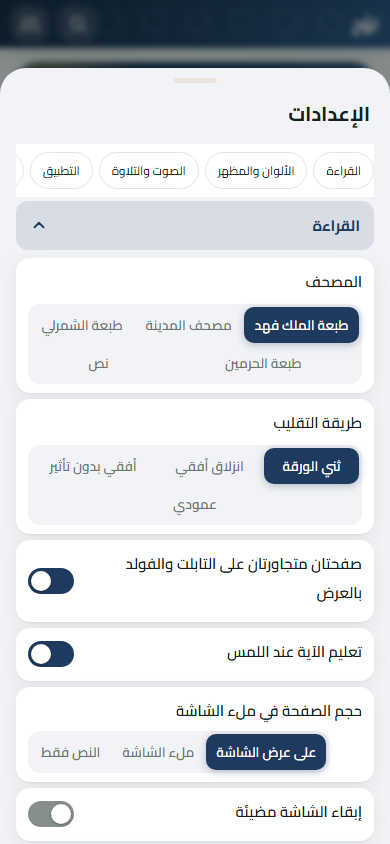 الإعدادات
القراءة
الألوان والمظهر
الصوت والتلاوة
التطبيق
القراءة
المصحف
طبعة الملك فهد
مصحف المدينة
طبعة الشمرلي
طبعة الحرمين
نص
طريقة التقليب
ثني الورقة
انزلاق أفقي
أفقي بدون تأثير
عمودي
صفحتان متجاورتان على التابلت والفولد
بالعرض
تعليم الآية عند اللمس
حجم الصفحة في ملء الشاشة
على عرض الشاشة
ملء الشاشة
النص فقط
إبقاء الشاشة مضيئة